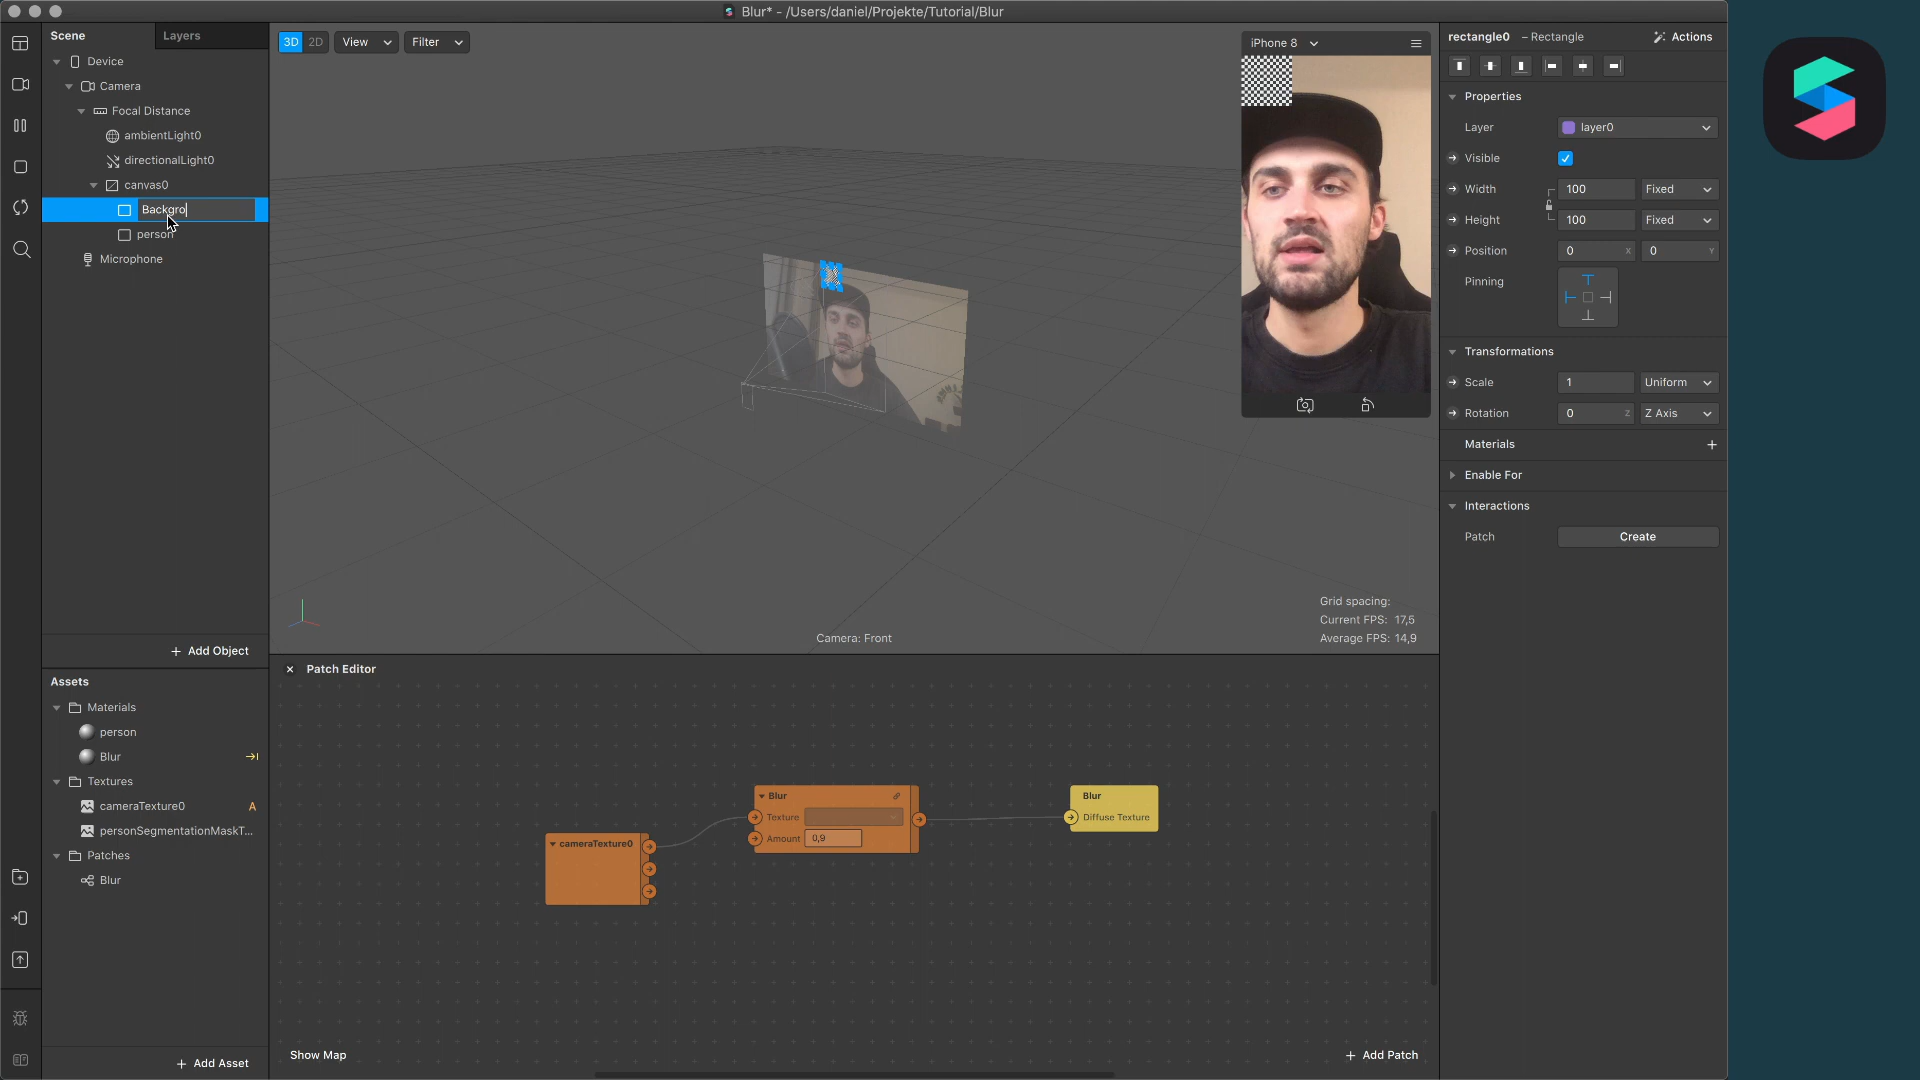 Blur* - /Users/daniel/Projekte/Tutorial/Blur
Scene
Layers
Device
Camera
Focal Distance
ambientLight0
directionalLight0
canvas0
Backgro
person
Microphone
+ Add Object
3D
2D
View
Filter
iPhone 8
Camera: Front
Grid spacing:
Current FPS: 17,5
Average FPS: 14,9
rectangle0 – Rectangle
Actions
Properties
Layer
layer0
Visible
Width
100
Fixed
Height
100
Fixed
Position
0
X
0
Y
Pinning
Transformations
Scale
1
Uniform
Rotation
0
Z
Z Axis
Materials
+
Enable For
Interactions
Patch
Create
Assets
Materials
person
Blur
Textures
cameraTexture0
A
personSegmentationMaskT...
Patches
Blur
+ Add Asset
Patch Editor
cameraTexture0
Blur
Texture
Amount
0,9
Blur
Diffuse Texture
Show Map
+ Add Patch